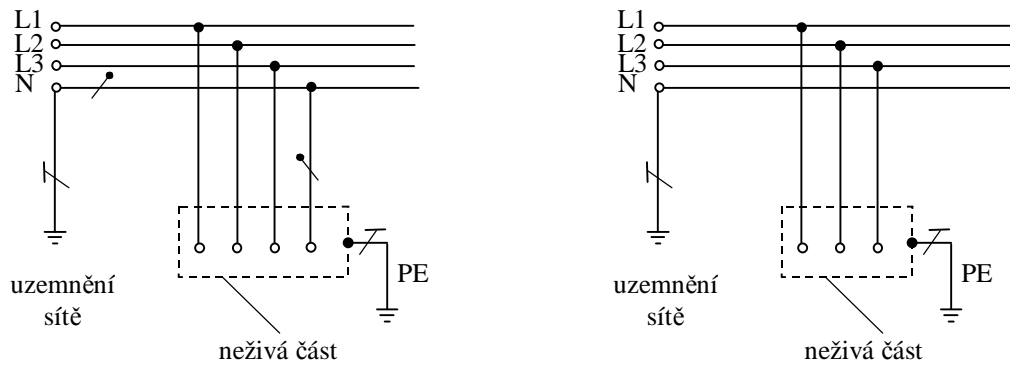 L1
L2
L3
N
PE
uzemnění
sítě
neživá část
L1
L2
L3
N
PE
uzemnění
sítě
neživá část